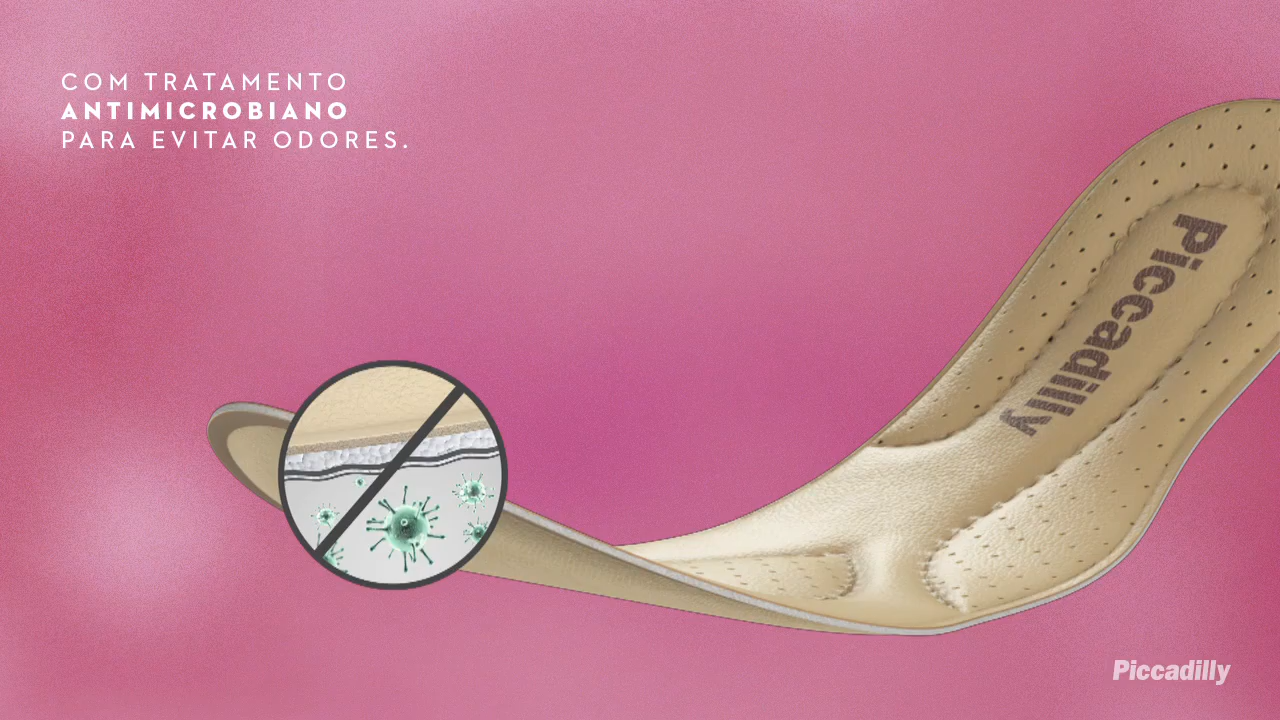 COM TRATAMENTO
ANTIMICROBIANO
PARA EVITAR ODORES.
Piccadilly
Piccadilly